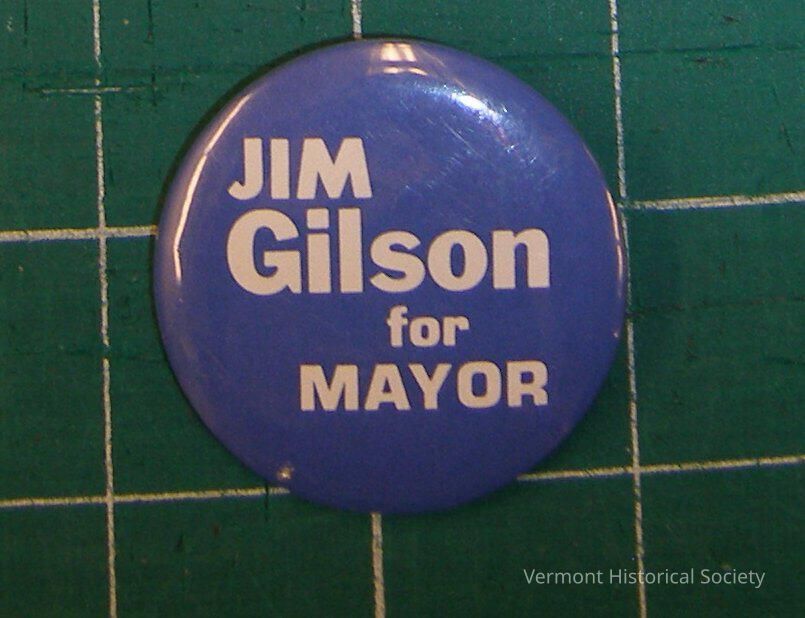 JIM
Gilson
for
MAYOR
Vermont Historical Society